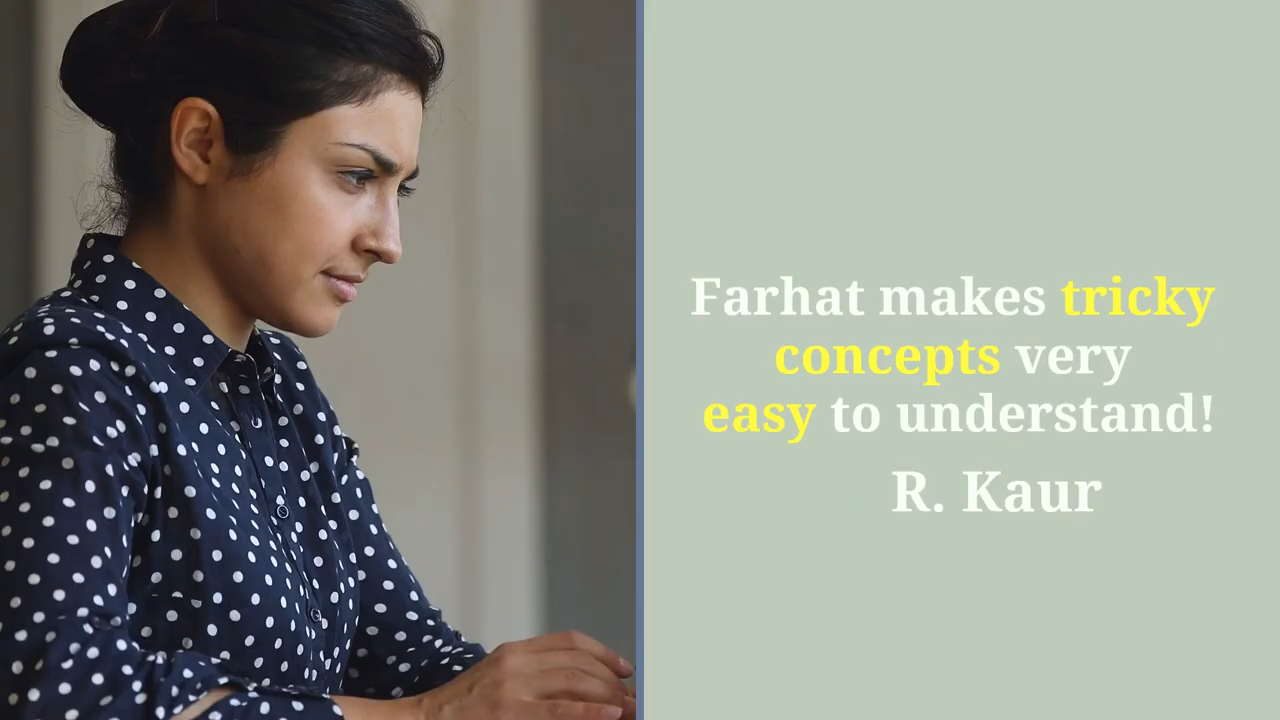 Farhat makes tricky
concepts very
easy to understand!
R. Kaur